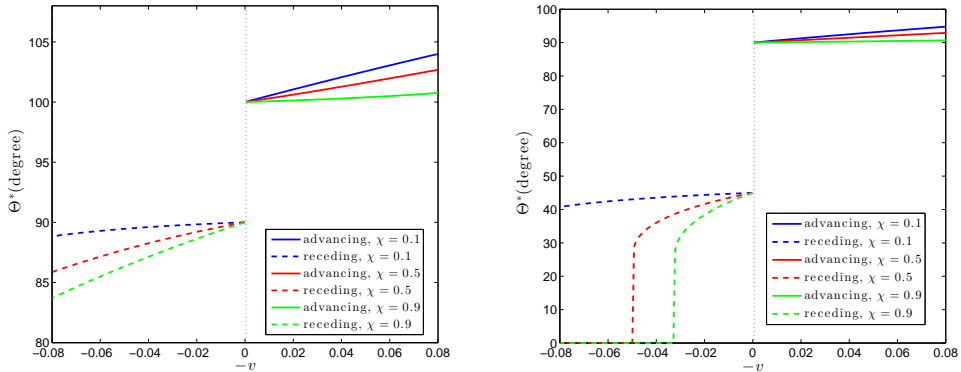 105
100
95
90
85
80
Θ*(degree)
−0.08 −0.06 −0.04 −0.02 0 0.02 0.04 0.06 0.08
−v
advancing, χ = 0.1
receding, χ = 0.1
advancing, χ = 0.5
receding, χ = 0.5
advancing, χ = 0.9
receding, χ = 0.9
100
90
80
70
60
50
40
30
20
10
0
Θ*(degree)
−0.08 −0.06 −0.04 −0.02 0 0.02 0.04 0.06 0.08
−v
advancing, χ = 0.1
receding, χ = 0.1
advancing, χ = 0.5
receding, χ = 0.5
advancing, χ = 0.9
receding, χ = 0.9